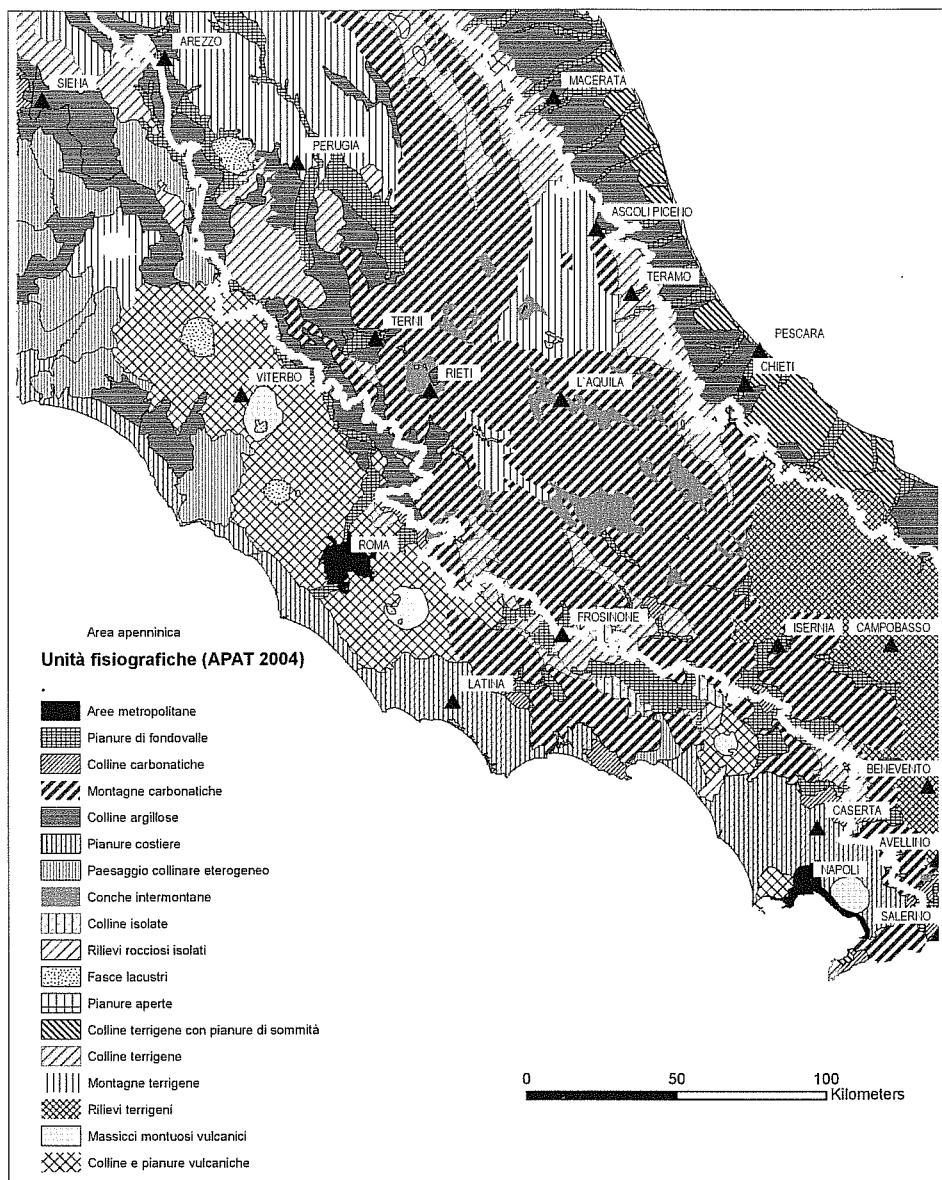 AREZZO
SIENA
MACERATA
PERUGIA
ASCOLI PICENO
TERAMO
PESCARA
TERNI
CHIETI
VITERBO
RIETI
L'AQUILA
ROMA
FROSINONE
ISERNIA
CAMPOBASSO
LATINA
BENEVENTO
CASERTA
AVELLINO
NAPOLI
SALERNO
Area apenninica
Unità fisiografiche (APAT 2004)
Aree metropolitane
Pianure di fondovalle
Colline carbonatiche
Montagne carbonatiche
Colline argillose
Pianure costiere
Paesaggio collinare eterogeneo
Conche intermontane
Colline isolate
Rilievi rocciosi isolati
Fasce lacustri
Pianure aperte
Colline terrigene con pianure di sommità
Colline terrigene
Montagne terrigene
Rilievi terrigeni
Massicci montuosi vulcanici
Colline e pianure vulcaniche
0 50 100
Kilometers